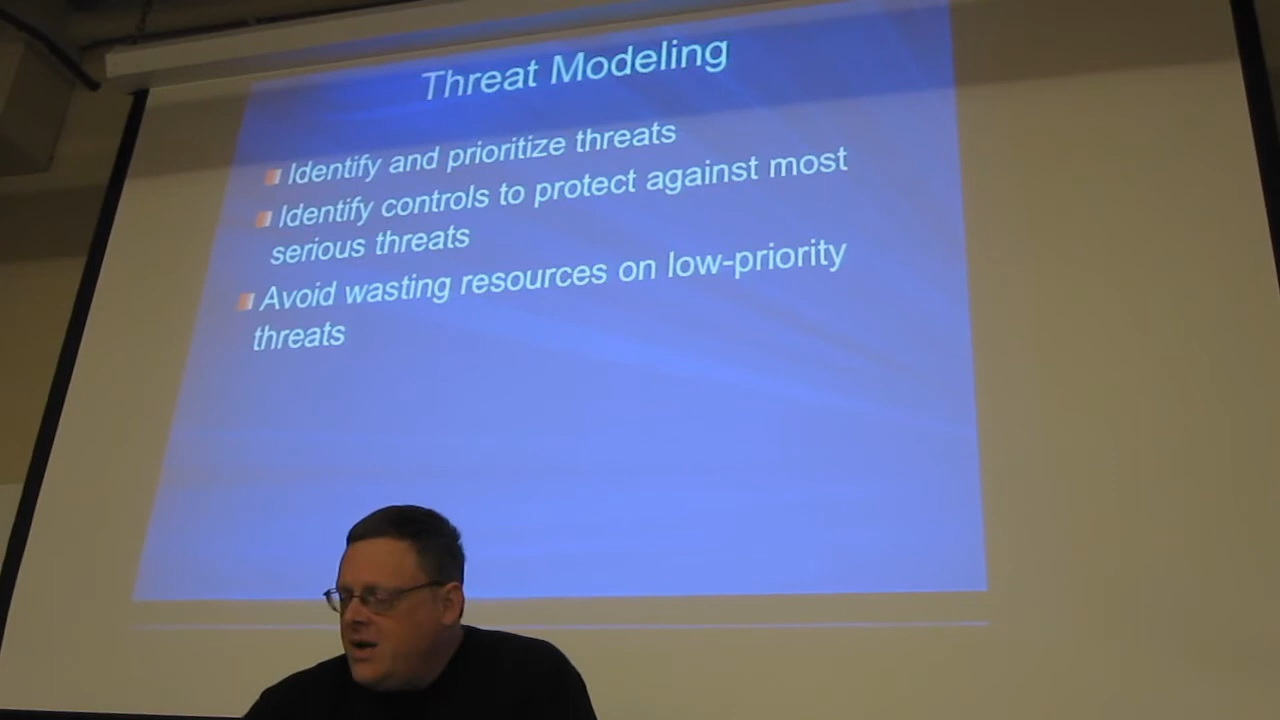 Threat Modeling
Identify and prioritize threats
Identify controls to protect against most
serious threats
Avoid wasting resources on low-priority
threats